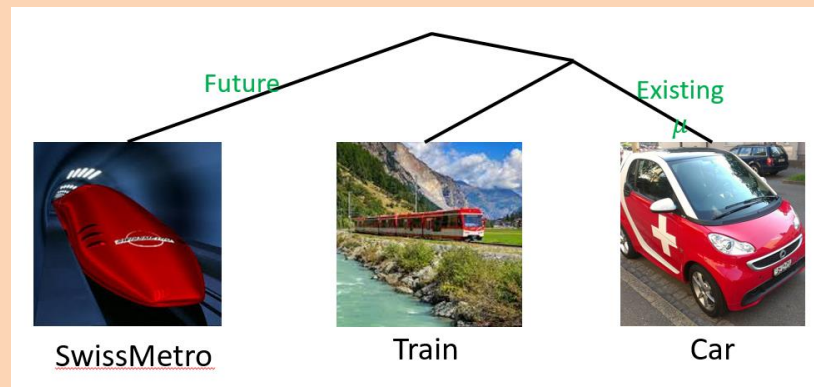 Future
Existing
μ
SwissMetro
Train
Car